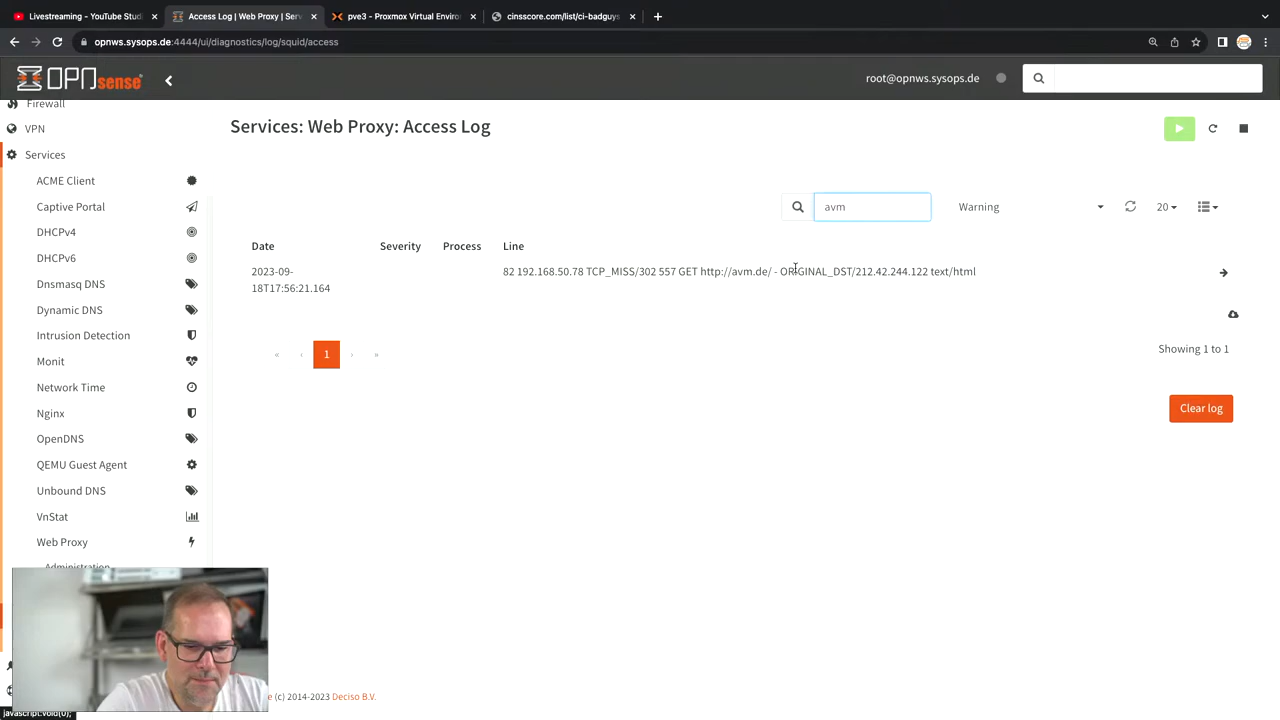 Livestreaming - YouTube Studi
Access Log | Web Proxy | Serv
pve3 - Proxmox Virtual Environ
cinsscore.com/list/ci-badguys
opnws.sysops.de:4444/ui/diagnostics/log/squid/access
OPNsense
root@opnws.sysops.de
Firewall
VPN
Services
ACME Client
Captive Portal
DHCPv4
DHCPv6
Dnsmasq DNS
Dynamic DNS
Intrusion Detection
Monit
Network Time
Nginx
OpenDNS
QEMU Guest Agent
Unbound DNS
VnStat
Web Proxy
Administration
Services: Web Proxy: Access Log
avm
Warning
20
Date Severity Process Line
2023-09-
18T17:56:21.164
82 192.168.50.78 TCP_MISS/302 557 GET http://avm.de/ - ORIGINAL_DST/212.42.244.122 text/html
« ‹ 1 › »
Showing 1 to 1
Clear log
(c) 2014-2023 Deciso B.V.
javascript:void(0);